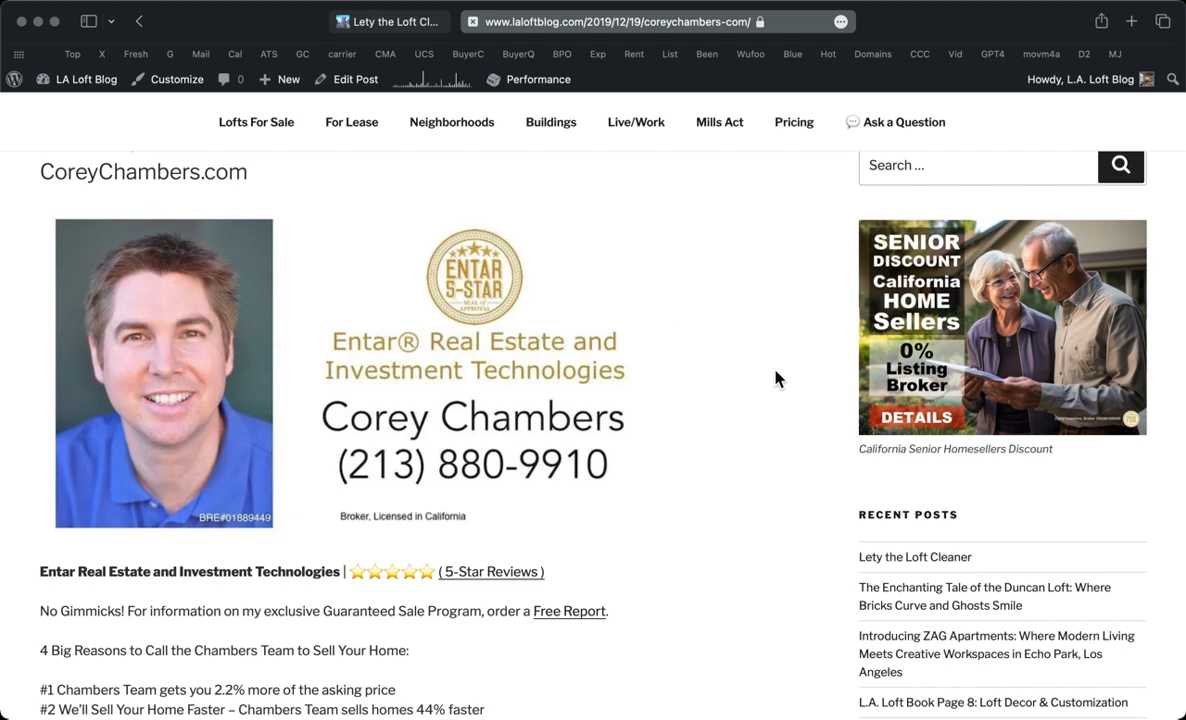 Lety the Loft Cl...
www.laloftblog.com/2019/12/19/coreychambers-com/
Top X Fresh G Mail Cal ATS GC carrier CMA UCS BuyerC BuyerQ BPO Exp Rent List Been Wufoo Blue Hot Domains CCC Vid GPT4 movm4a D2 MJ
LA Loft Blog Customize 0 New Edit Post Performance Howdy, L.A. Loft Blog
Lofts For Sale For Lease Neighborhoods Buildings Live/Work Mills Act Pricing Ask a Question
CoreyChambers.com
BRE#01889449
ENTAR
5-STAR
SEAL of
APPROVAL
Entar® Real Estate and
Investment Technologies
Corey Chambers
(213) 880-9910
Broker, Licensed in California
Entar Real Estate and Investment Technologies | ⭐⭐⭐⭐⭐ ( 5-Star Reviews )
No Gimmicks! For information on my exclusive Guaranteed Sale Program, order a Free Report.
4 Big Reasons to Call the Chambers Team to Sell Your Home:
#1 Chambers Team gets you 2.2% more of the asking price
#2 We'll Sell Your Home Faster – Chambers Team sells homes 44% faster
Search …
SENIOR
DISCOUNT
California
HOME
Sellers
0%
Listing
Broker
DETAILS
California Senior Homesellers Discount
RECENT POSTS
Lety the Loft Cleaner
The Enchanting Tale of the Duncan Loft: Where
Bricks Curve and Ghosts Smile
Introducing ZAG Apartments: Where Modern Living
Meets Creative Workspaces in Echo Park, Los
Angeles
L.A. Loft Book Page 8: Loft Decor & Customization